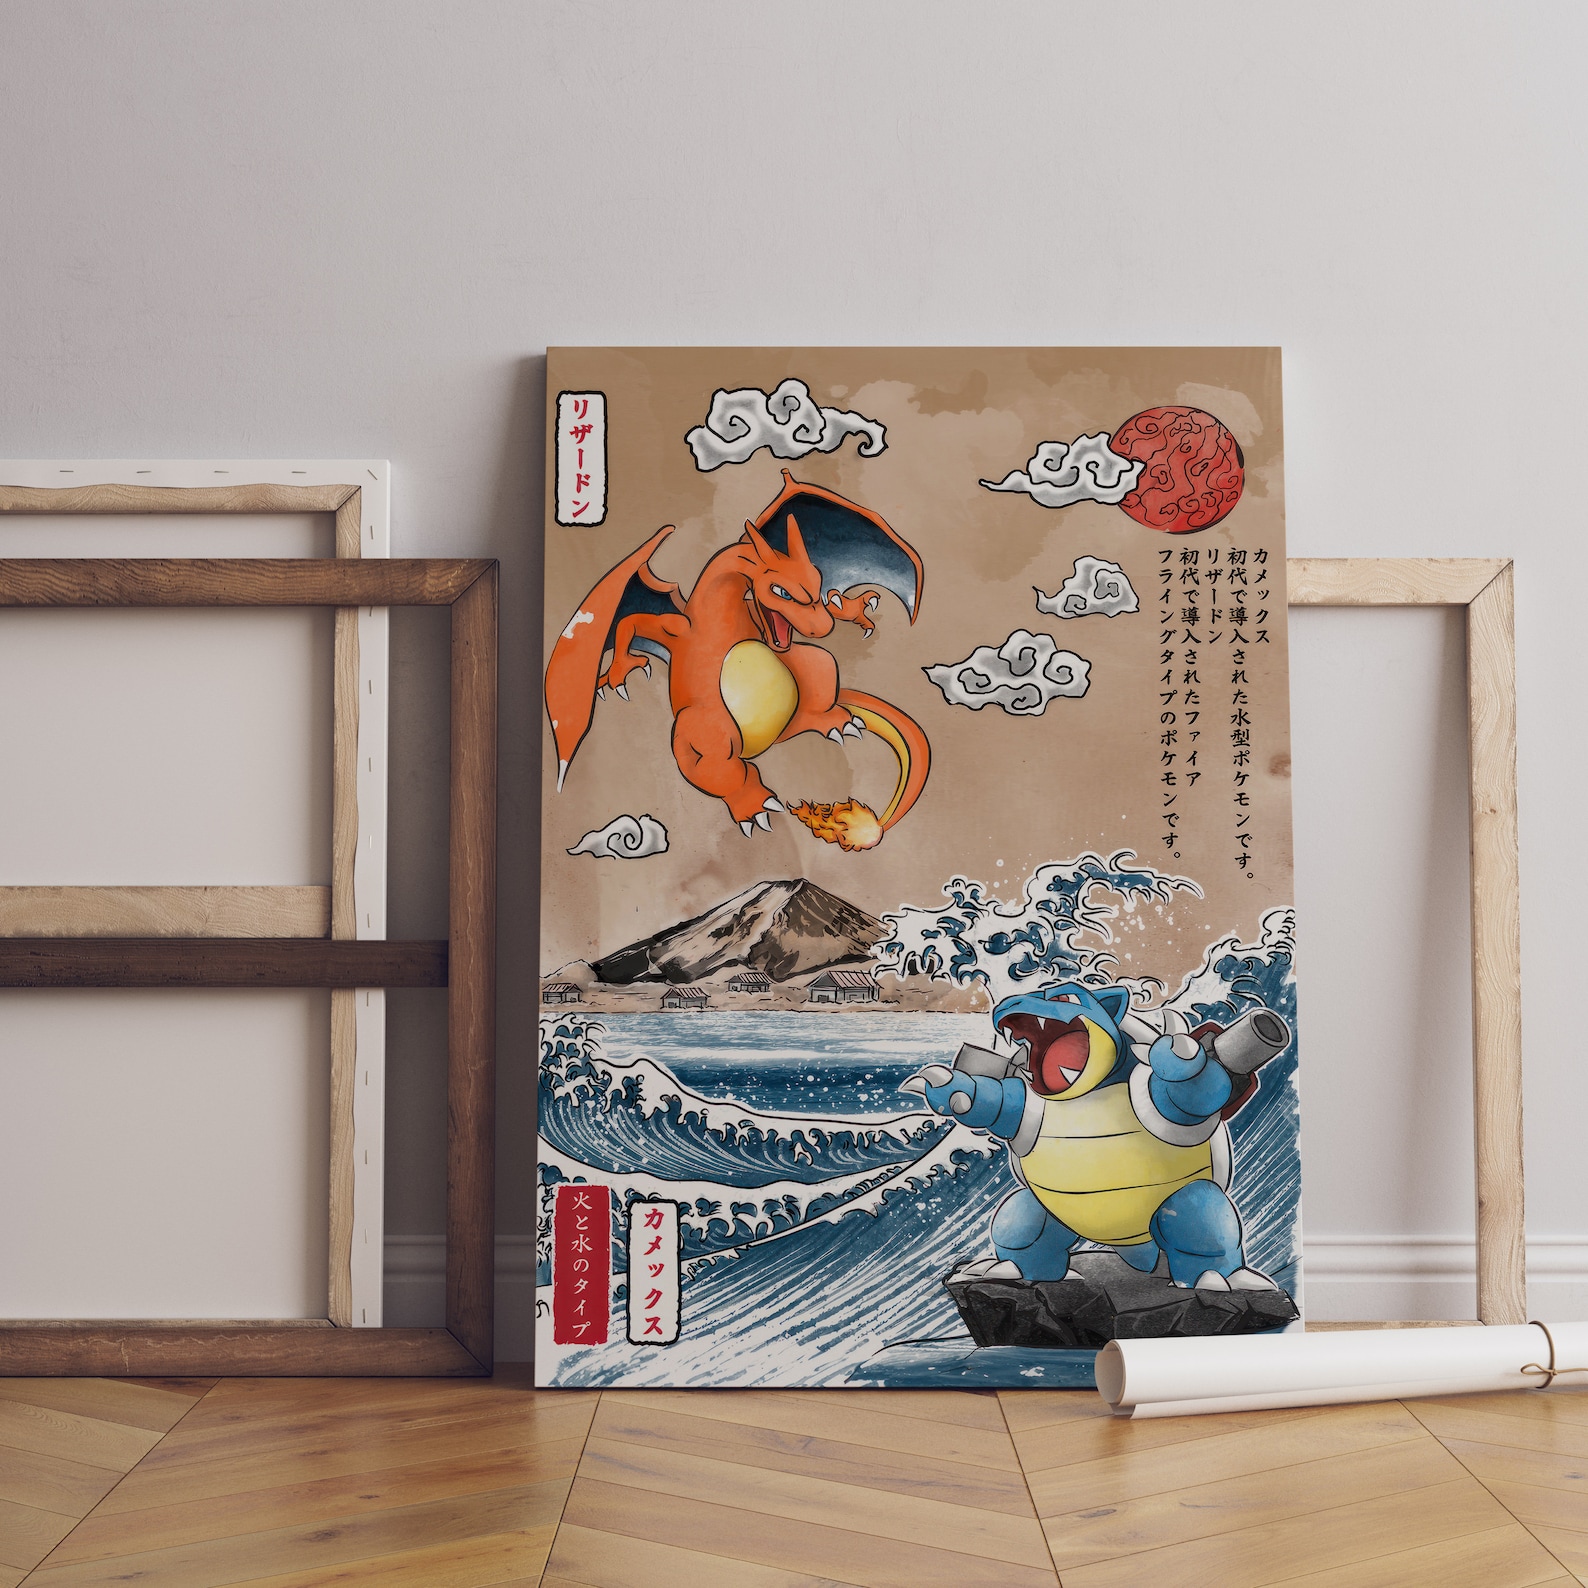 リザードン
カメックス
初代で導入された水型ポケモンです。
リザードン
初代で導入されたファイア
フライングタイプのポケモンです。
カメックス
火と水のタイプ